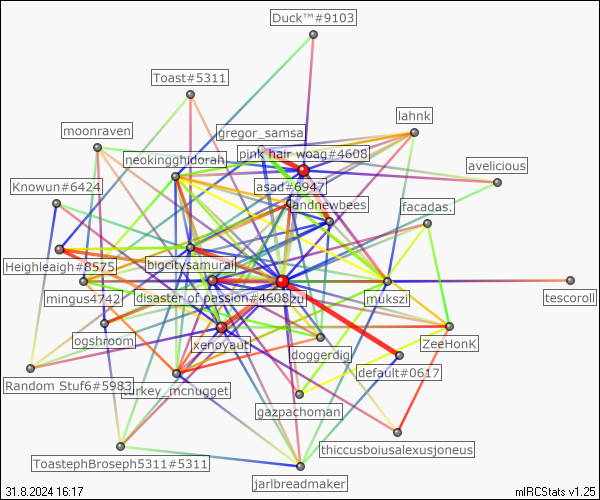 Duck™#9103
Toast#5311
lahnk
moonraven
gregor_samsa
neokingghidorah
pink hair woag#4608
avelicious
Knowun#6424
asad#6947
landnewbees
facadas.
Heighleaigh#8575
bigcitysamurai
mingus4742
disaster of passion#4608
zu
mukszi
tescoroll
ogshroom
xenoyaut
doggerdig
ZeeHonK
default#0617
Random Stuf6#5983
turkey_mcnugget
gazpachoman
thiccusboiusalexusjoneus
ToastephBroseph5311#5311
jarlbreadmaker
31.8.2024 16:17
mIRCStats v1.25